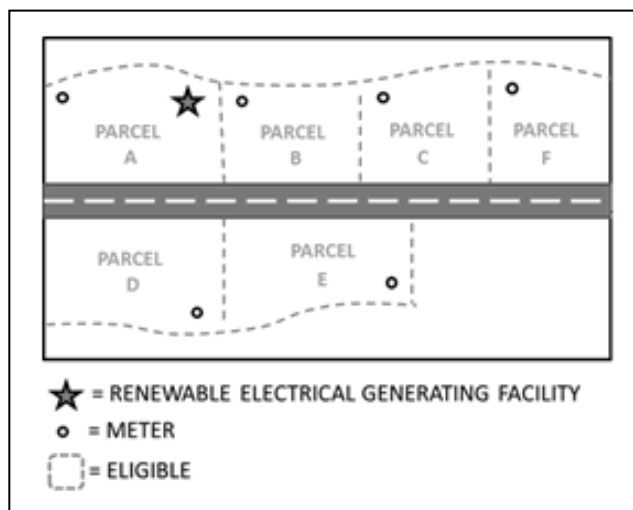 PARCEL
A
PARCEL
B
PARCEL
C
PARCEL
F
PARCEL
D
PARCEL
E
= RENEWABLE ELECTRICAL GENERATING FACILITY
= METER
= ELIGIBLE